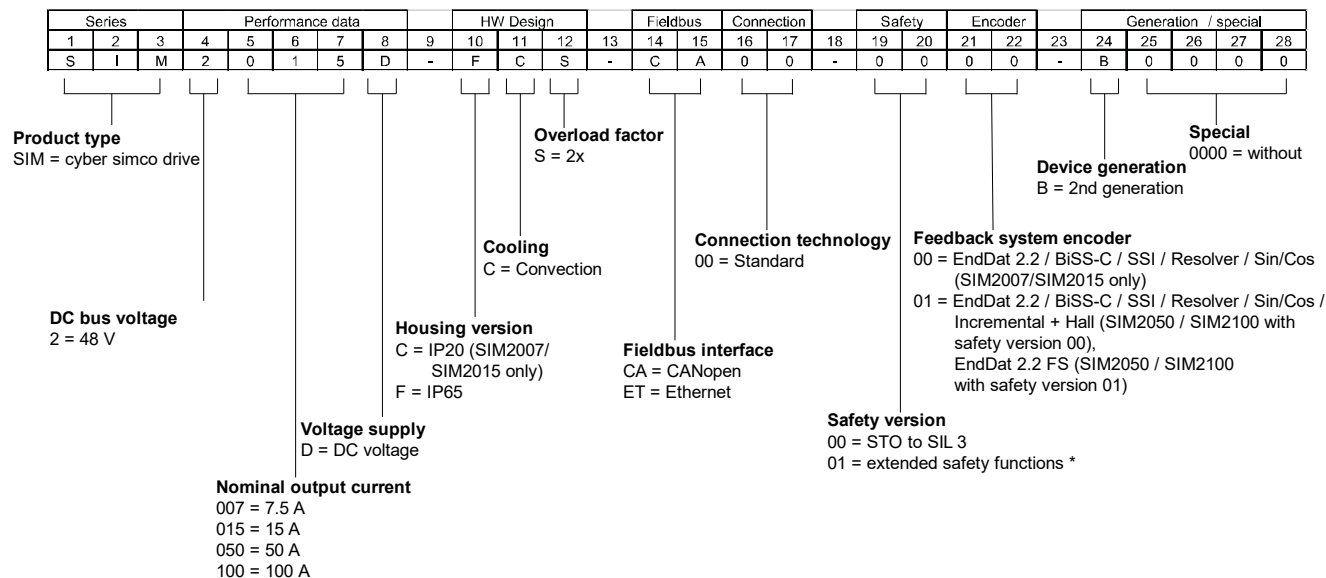 Series Performance data HW Design Fieldbus Connection Safety Encoder Generation / special
1 2 3 4 5 6 7 8 9 10 11 12 13 14 15 16 17 18 19 20 21 22 23 24 25 26 27 28
S I M 2 0 1 5 D - F C S - C A 0 0 - 0 0 0 0 - B 0 0 0 0
Product type
SIM = cyber simco drive
Overload factor
S = 2x
Special
0000 = without
Device generation
B = 2nd generation
Cooling
C = Convection
Connection technology
00 = Standard
Feedback system encoder
00 = EndDat 2.2 / BiSS-C / SSI / Resolver / Sin/Cos
(SIM2007/SIM2015 only)
01 = EndDat 2.2 / BiSS-C / SSI / Resolver / Sin/Cos /
Incremental + Hall (SIM2050 / SIM2100 with
safety version 00),
EndDat 2.2 FS (SIM2050 / SIM2100
with safety version 01)
DC bus voltage
2 = 48 V
Housing version
C = IP20 (SIM2007/
SIM2015 only)
F = IP65
Fieldbus interface
CA = CANopen
ET = Ethernet
Safety version
00 = STO to SIL 3
01 = extended safety functions *
Voltage supply
D = DC voltage
Nominal output current
007 = 7.5 A
015 = 15 A
050 = 50 A
100 = 100 A